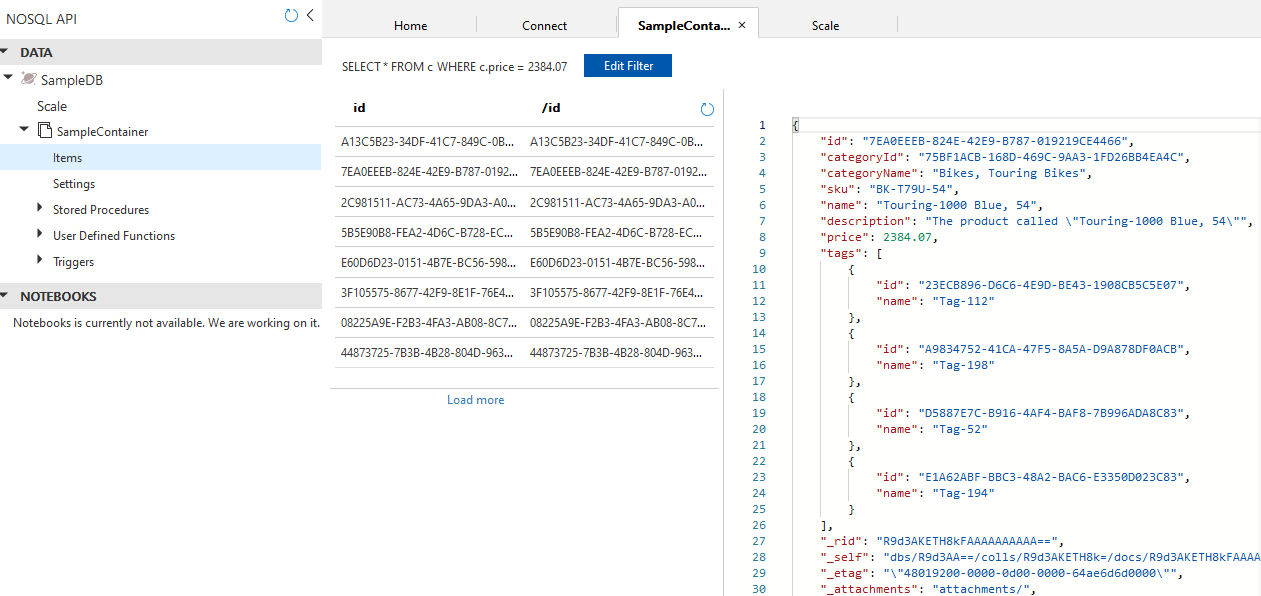 NOSQL API
DATA
SampleDB
Scale
SampleContainer
Items
Settings
Stored Procedures
User Defined Functions
Triggers
NOTEBOOKS
Notebooks is currently not available. We are working on it.
Home Connect SampleConta... × Scale
SELECT * FROM c WHERE c.price = 2384.07 Edit Filter
id /id
A13C5B23-34DF-41C7-849C-0B... A13C5B23-34DF-41C7-849C-0B...
7EA0EEEB-824E-42E9-B787-0192... 7EA0EEEB-824E-42E9-B787-0192...
2C981511-AC73-4A65-9DA3-A0... 2C981511-AC73-4A65-9DA3-A0...
5B5E90B8-FEA2-4D6C-B728-EC... 5B5E90B8-FEA2-4D6C-B728-EC...
E60D6D23-0151-4B7E-BC56-598... E60D6D23-0151-4B7E-BC56-598...
3F105575-8677-42F9-8E1F-76E4... 3F105575-8677-42F9-8E1F-76E4...
08225A9E-F2B3-4FA3-AB08-8C7... 08225A9E-F2B3-4FA3-AB08-8C7...
44873725-7B3B-4B28-804D-963... 44873725-7B3B-4B28-804D-963...
Load more
1 {
2 "id": "7EA0EEEB-824E-42E9-B787-019219CE4466",
3 "categoryId": "75BF1ACB-168D-469C-9AA3-1FD26BB4EA4C",
4 "categoryName": "Bikes, Touring Bikes",
5 "sku": "BK-T79U-54",
6 "name": "Touring-1000 Blue, 54",
7 "description": "The product called \"Touring-1000 Blue, 54\"",
8 "price": 2384.07,
9 "tags": [
10 {
11 "id": "23ECB896-D6C6-4E9D-BE43-1908CB5C5E07",
12 "name": "Tag-112"
13 },
14 {
15 "id": "A9834752-41CA-47F5-8A5A-D9A878DF0ACB",
16 "name": "Tag-198"
17 },
18 {
19 "id": "D5887E7C-B916-4AF4-BAF8-7B996ADA8C83",
20 "name": "Tag-52"
21 },
22 {
23 "id": "E1A62ABF-BBC3-48A2-BAC6-E3350D023C83",
24 "name": "Tag-194"
25 }
26 ],
27 "_rid": "R9d3AKETH8kFAAAAAAAAAA==",
28 "_self": "dbs/R9d3AA==/colls/R9d3AKETH8k=/docs/R9d3AKETH8kFAAAA
29 "_etag": "\"48019200-0000-0d00-0000-64ae6d6d0000\"",
30 "_attachments": "attachments/",